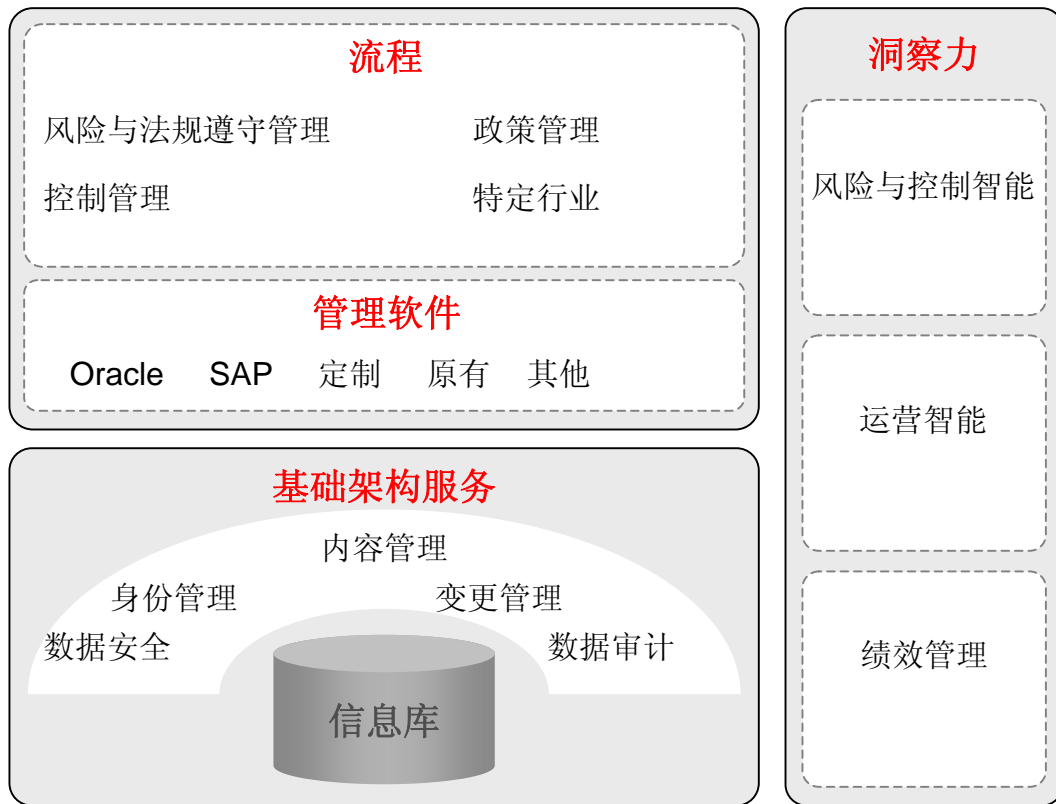 流程
风险与法规遵守管理 政策管理
控制管理 特定行业
管理软件
Oracle SAP 定制 原有 其他
基础架构服务
内容管理
身份管理 变更管理
数据安全 数据审计
信息库
洞察力
风险与控制智能
运营智能
绩效管理